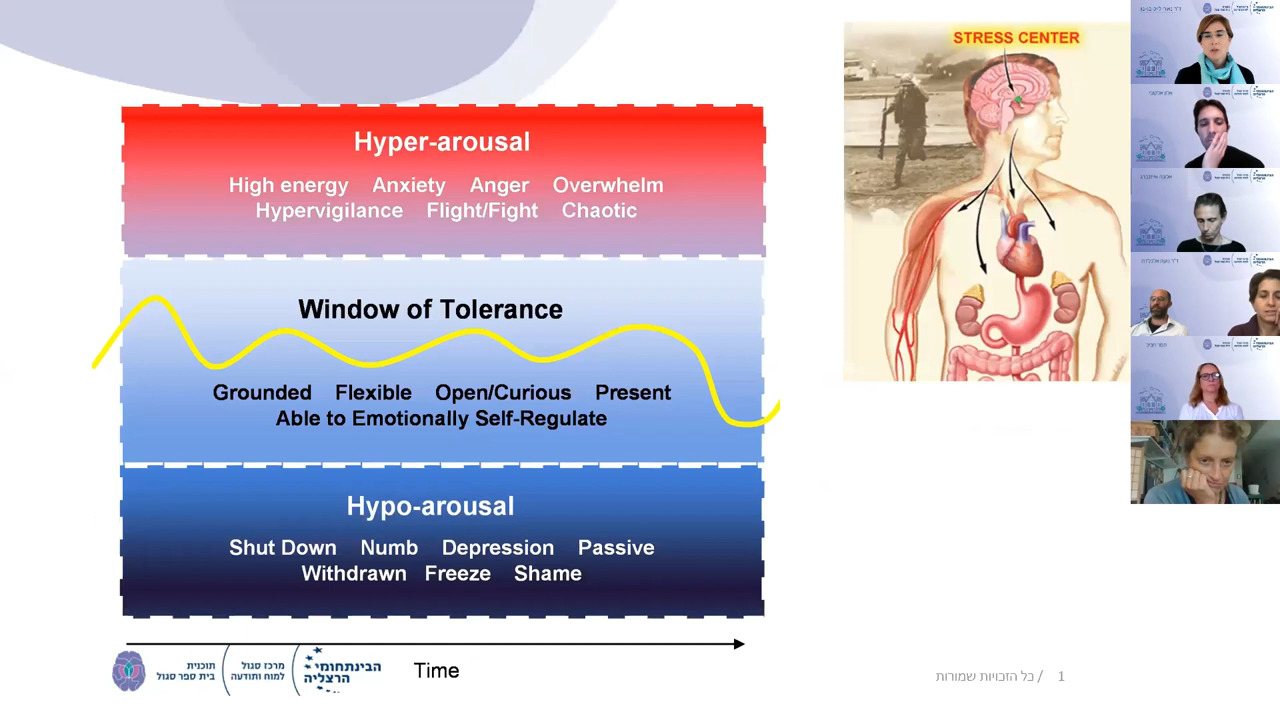 STRESS CENTER
Hyper-arousal
High energy Anxiety Anger Overwhelm
Hypervigilance Flight/Fight Chaotic
Window of Tolerance
Grounded Flexible Open/Curious Present
Able to Emotionally Self-Regulate
Hypo-arousal
Shut Down Numb Depression Passive
Withdrawn Freeze Shame
Time
תוכנית
בית ספר סגול
מרכז סגול
למוח ותודעה
הבינתחומי
הרצליה
1 / כל הזכויות שמורות